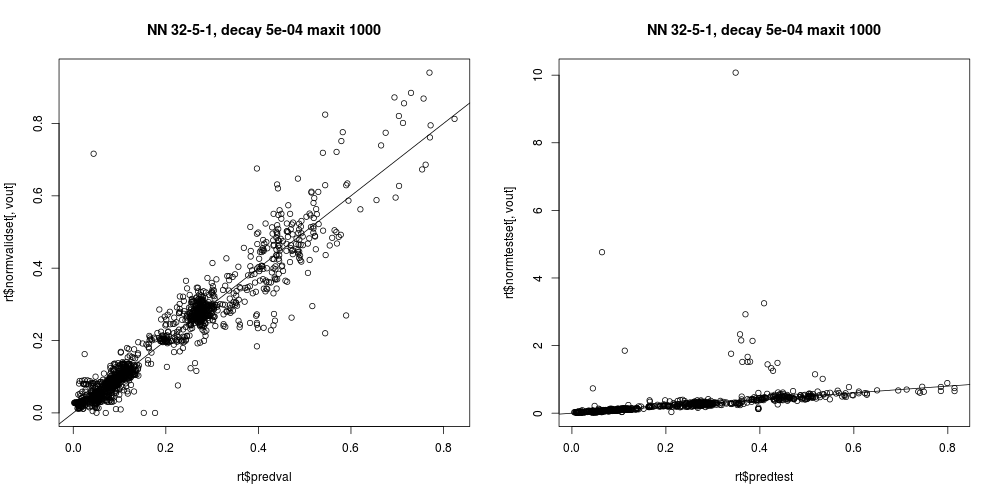 NN 32-5-1, decay 5e-04 maxit 1000
rt$normvalidset[, vout]
0.8
0.6
0.4
0.2
0.0
0.0 0.2 0.4 0.6 0.8
rt$predval
NN 32-5-1, decay 5e-04 maxit 1000
rt$normtestset[, vout]
10
8
6
4
2
0
0.0 0.2 0.4 0.6 0.8
rt$predtest